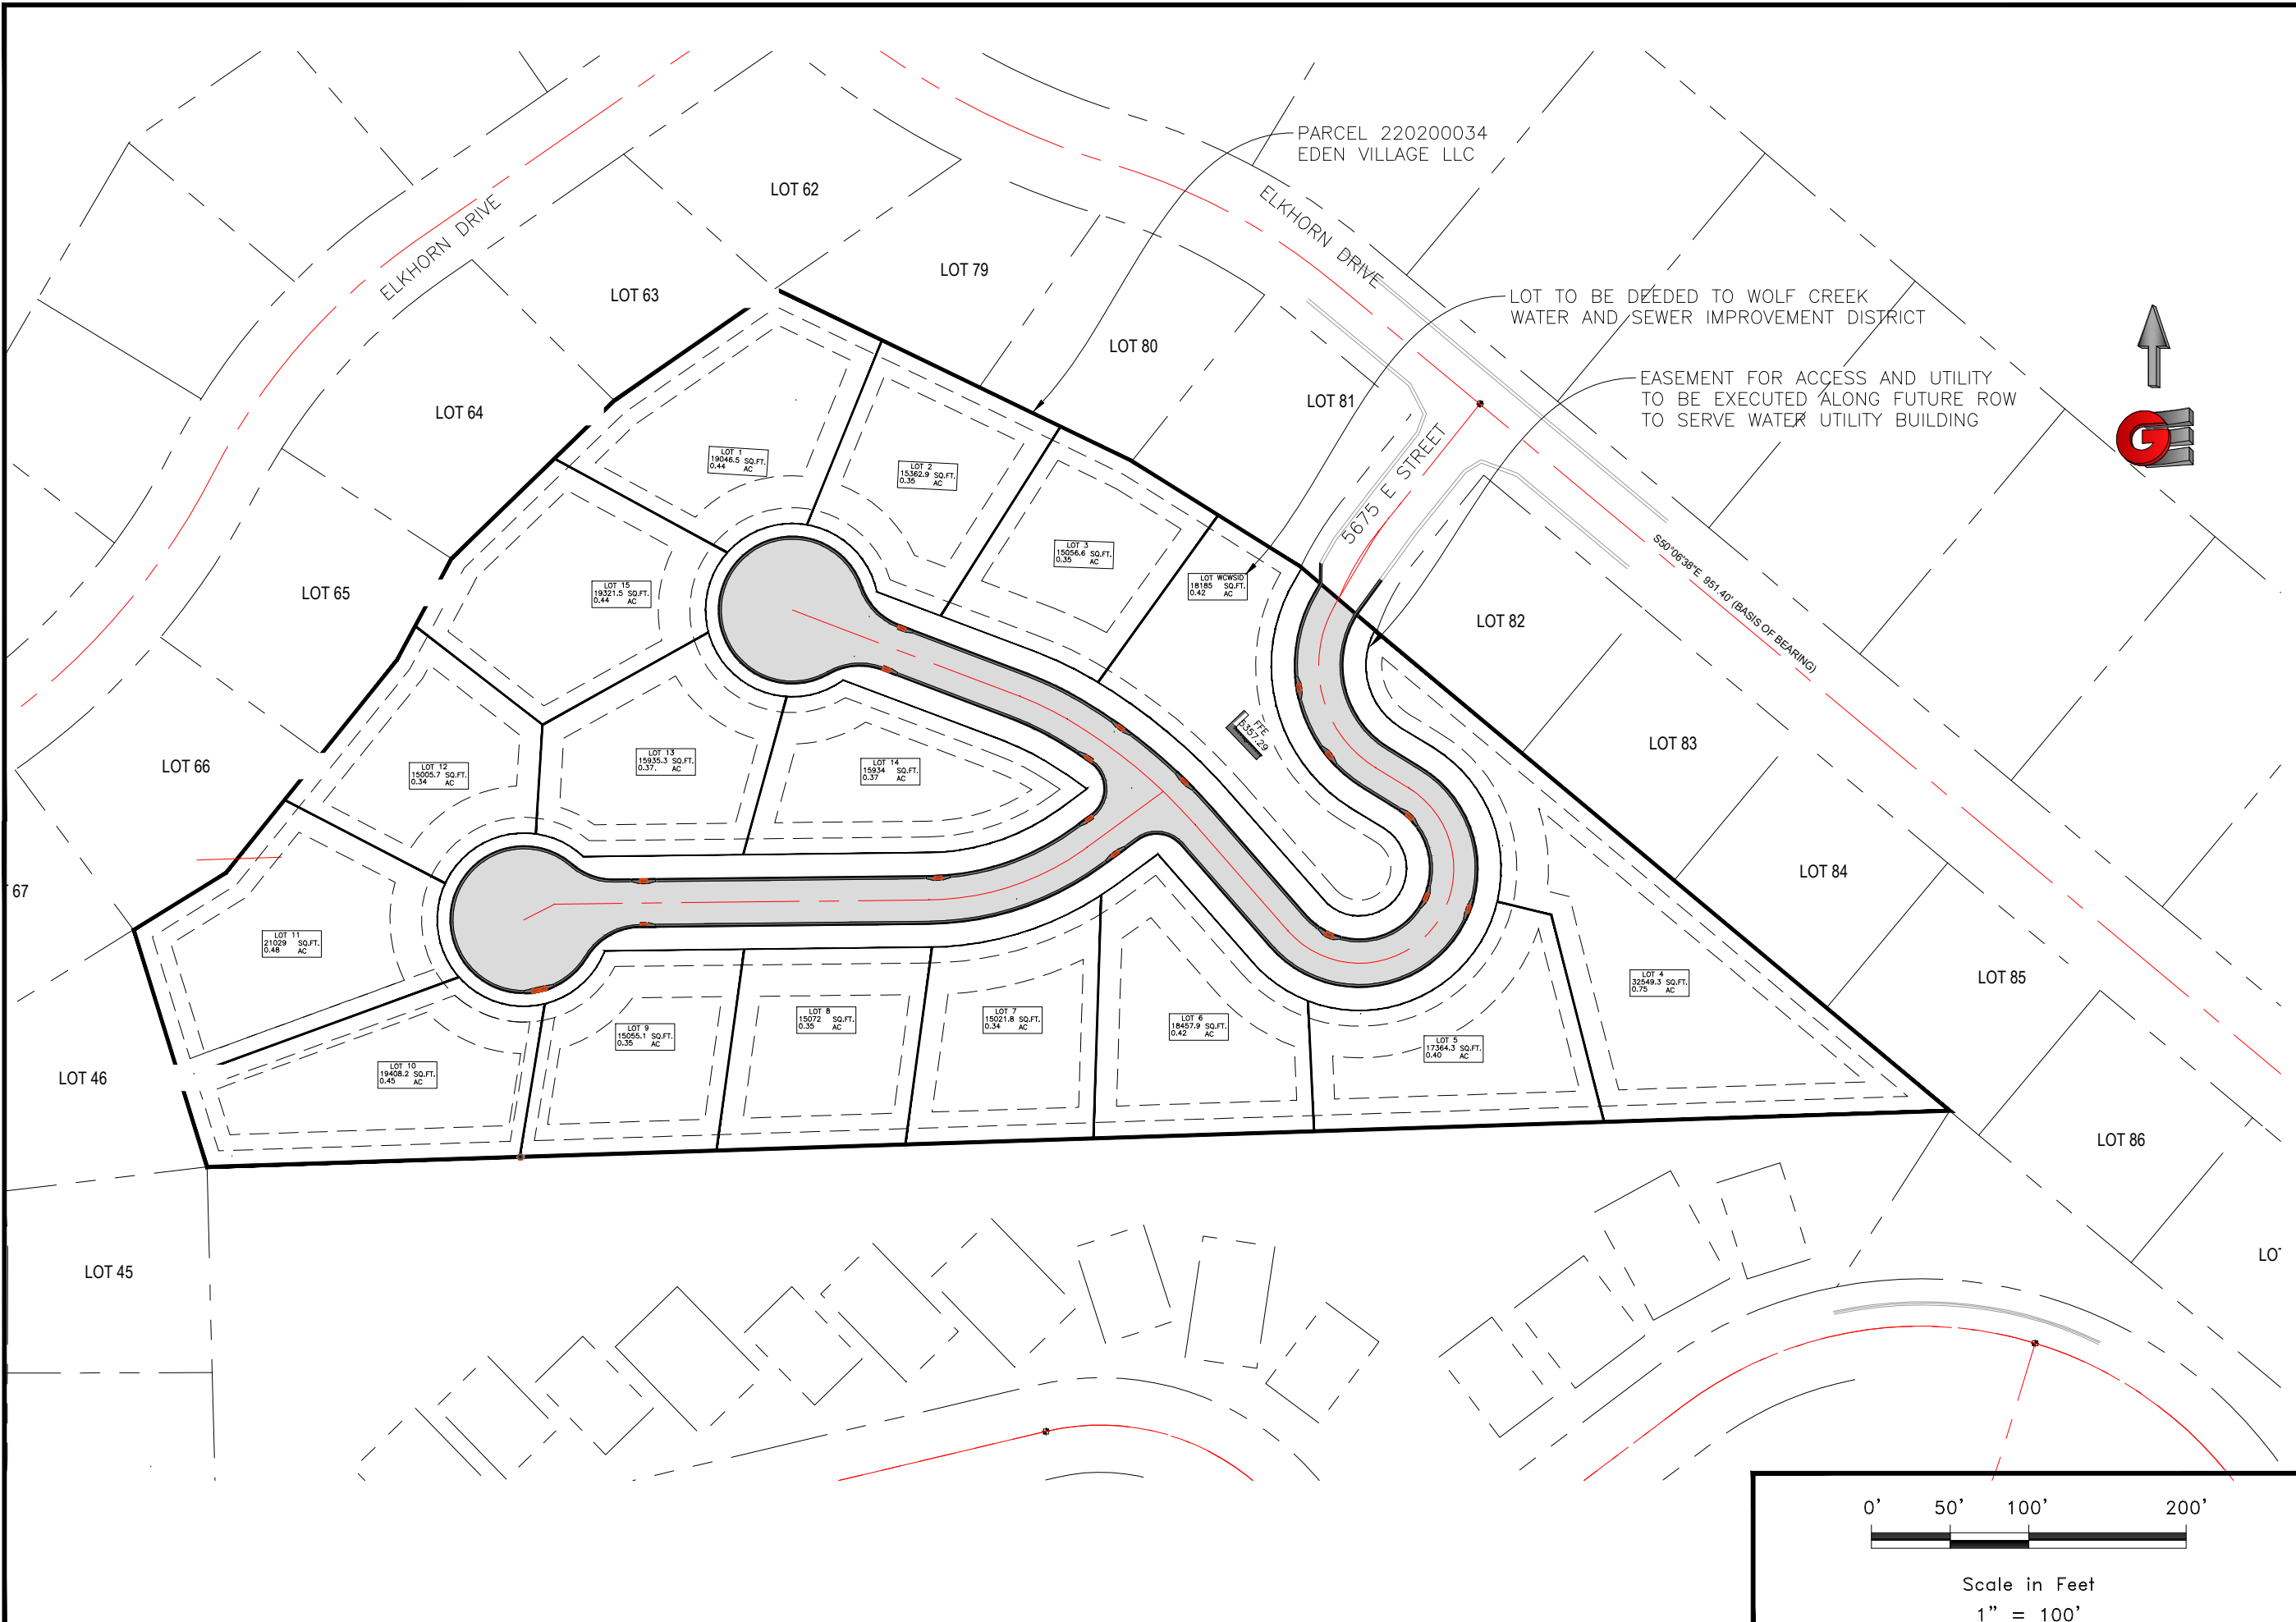 PARCEL 220200034
EDEN VILLAGE LLC
LOT 62
ELKHORN DRIVE
ELKHORN DRIVE
LOT 79
LOT 63
LOT TO BE DEEDED TO WOLF CREEK
WATER AND SEWER IMPROVEMENT DISTRICT
LOT 80
EASEMENT FOR ACCESS AND UTILITY
TO BE EXECUTED ALONG FUTURE ROW
TO SERVE WATER UTILITY BUILDING
LOT 81
LOT 64
5675 E STREET
LOT 1
19046.5 SQ.FT.
0.44 AC
LOT 2
15362.9 SQ.FT.
0.35 AC
LOT 3
15056.6 SQ.FT.
0.35 AC
LOT WCWSID
18185 SQ.FT.
0.42 AC
S50°06'38"E 951.40' (BASIS OF BEARING)
LOT 65
LOT 15
19321.5 SQ.FT.
0.44 AC
LOT 82
FFE
5357.29
LOT 83
LOT 66
LOT 12
15005.7 SQ.FT.
0.34 AC
LOT 13
15935.3 SQ.FT.
0.37. AC
LOT 14
15934 SQ.FT.
0.37 AC
67
LOT 84
LOT 11
21029 SQ.FT.
0.48 AC
LOT 4
32549.3 SQ.FT.
0.75 AC
LOT 85
LOT 10
19408.2 SQ.FT.
0.45 AC
LOT 9
15055.1 SQ.FT.
0.35 AC
LOT 8
15072 SQ.FT.
0.35 AC
LOT 7
15021.8 SQ.FT.
0.34 AC
LOT 6
18457.9 SQ.FT.
0.42 AC
LOT 5
17364.3 SQ.FT.
0.40 AC
LOT 46
LOT 86
LOT 45
LO
0' 50' 100' 200'
Scale in Feet
1" = 100'